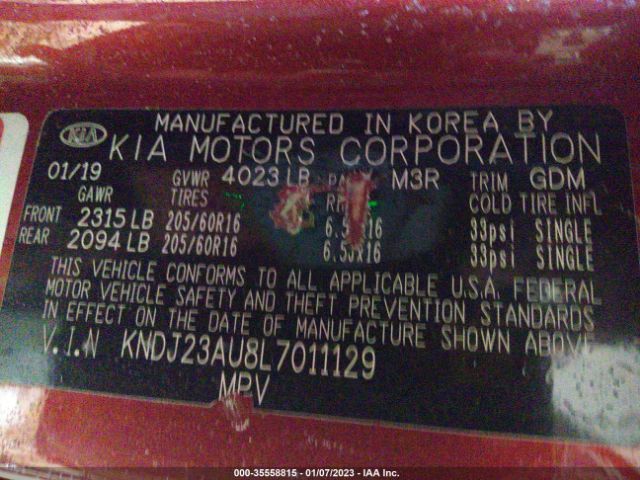 KIA
MANUFACTURED IN KOREA BY
KIA MOTORS CORPORATION
01/19 GVWR 4023 LB M3R TRIM GDM
GAWR TIRES COLD TIRE INFL
FRONT 2315 LB 205/60R16 33psi SINGLE
REAR 2094 LB 205/60R16 33psi SINGLE
THIS VEHICLE CONFORMS TO ALL APPLICABLE U.S.A. FEDERAL
MOTOR VEHICLE SAFETY AND THEFT PREVENTION STANDARDS
IN EFFECT ON THE DATE OF MANUFACTURE SHOWN ABOVE
V.I.N KNDJ23AU8L7011129
MPV
000-35558815 - 01/07/2023 - IAA Inc.